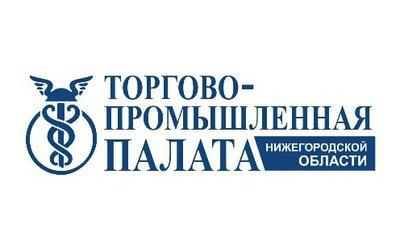 ТОРГОВО-
ПРОМЫШЛЕННАЯ
ПАЛАТА
НИЖЕГОРОДСКОЙ
ОБЛАСТИ